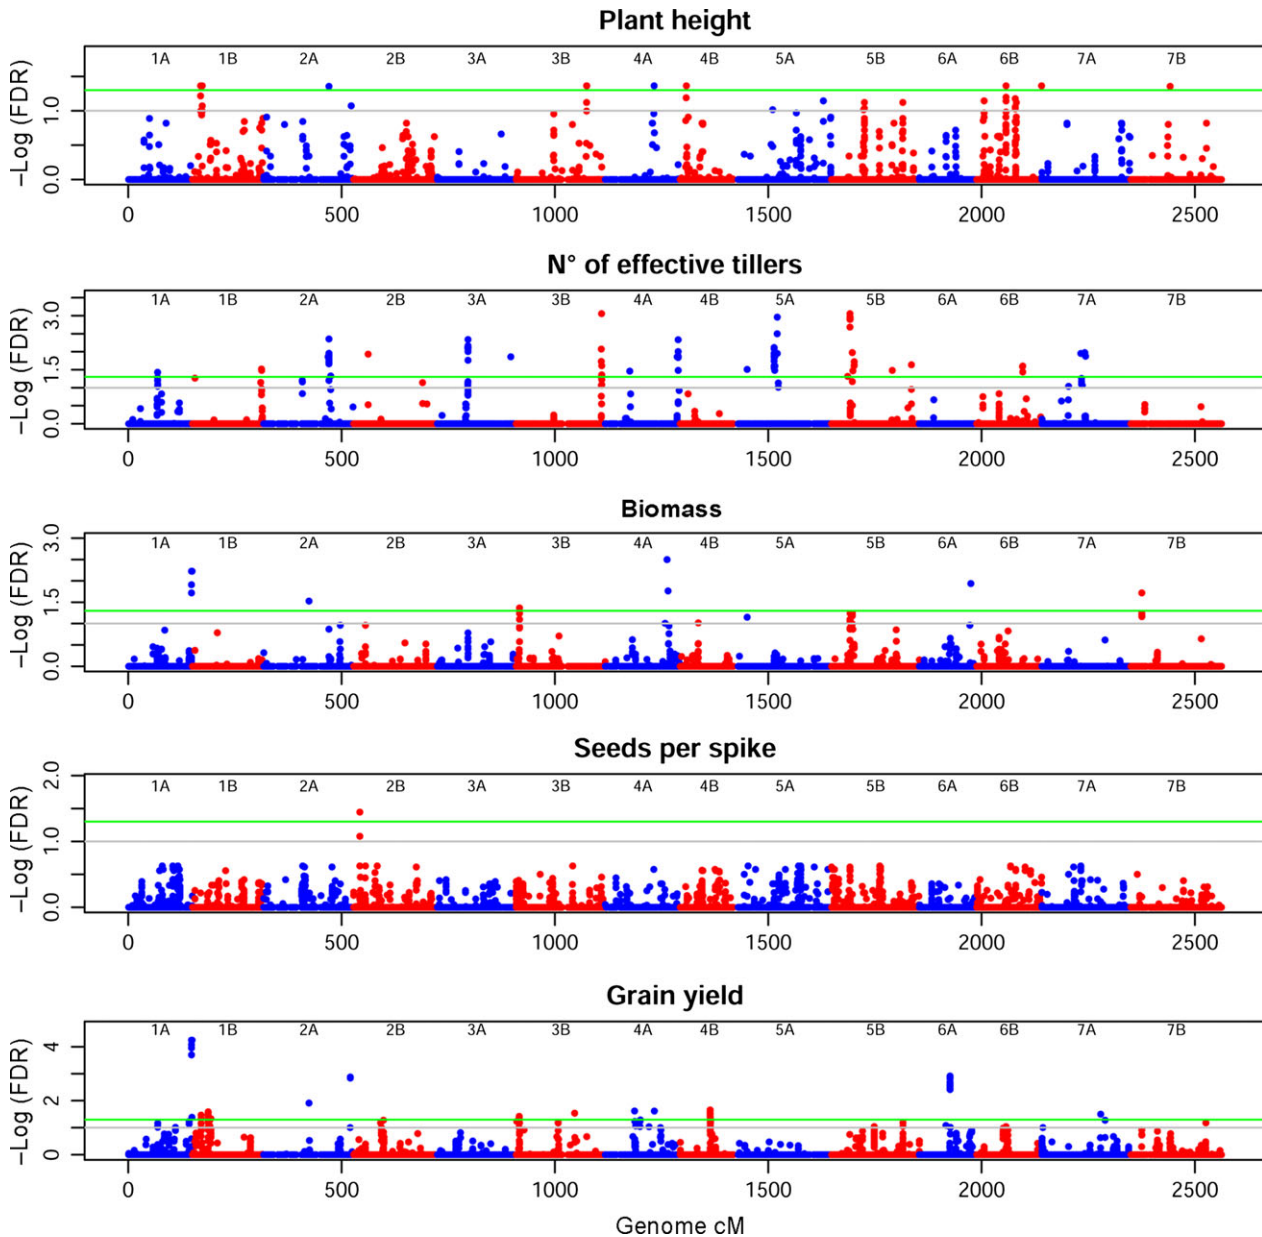 Plant height
1A 1B 2A 2B 3A 3B 4A 4B 5A 5B 6A 6B 7A 7B
−Log (FDR)
0.0 1.0
0 500 1000 1500 2000 2500
N° of effective tillers
1A 1B 2A 2B 3A 3B 4A 4B 5A 5B 6A 6B 7A 7B
−Log (FDR)
0.0 1.5 3.0
0 500 1000 1500 2000 2500
Biomass
1A 1B 2A 2B 3A 3B 4A 4B 5A 5B 6A 6B 7A 7B
−Log (FDR)
0.0 1.5 3.0
0 500 1000 1500 2000 2500
Seeds per spike
1A 1B 2A 2B 3A 3B 4A 4B 5A 5B 6A 6B 7A 7B
−Log (FDR)
0.0 1.0 2.0
0 500 1000 1500 2000 2500
Grain yield
1A 1B 2A 2B 3A 3B 4A 4B 5A 5B 6A 6B 7A 7B
−Log (FDR)
0 2 4
0 500 1000 1500 2000 2500
Genome cM